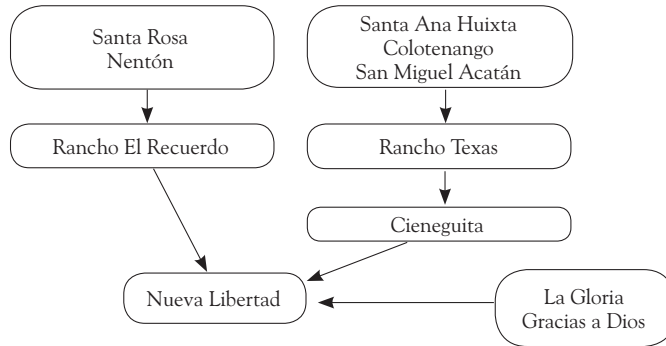 Santa Rosa
Nentón
Santa Ana Huixta
Colotenango
San Miguel Acatán
Rancho El Recuerdo
Rancho Texas
Cieneguita
Nueva Libertad
La Gloria
Gracias a Dios